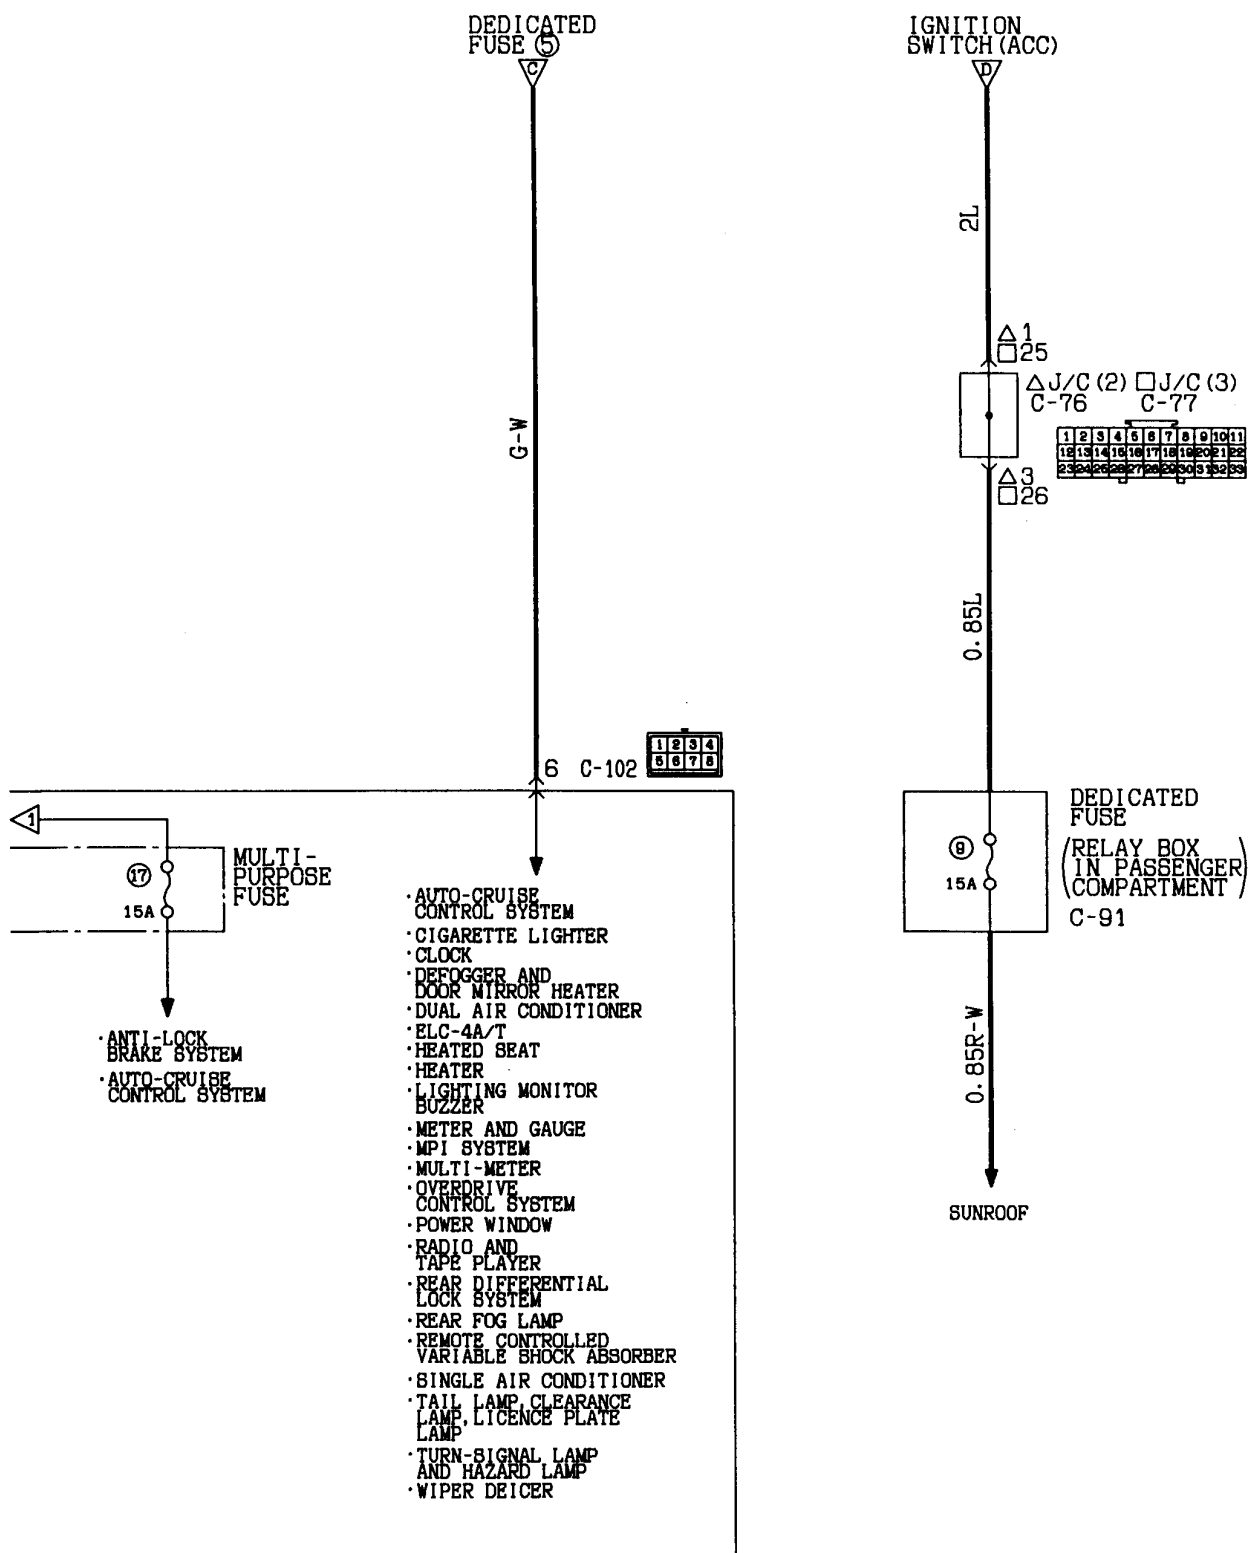 DEDICATED
FUSE ⑤
C
G-W
6 C-102
1 2 3 4
5 6 7 8
IGNITION
SWITCH(ACC)
D
2L
△1
□25
△J/C(2) □J/C(3)
C-76 C-77
1 2 3 4 5 6 7 8 9 10 11
12 13 14 15 16 17 18 19 20 21 22
23 24 25 26 27 28 29 30 31 32 33
△3
□26
0.85L
1
⑰
15A
MULTI-
PURPOSE
FUSE
·ANTI-LOCK
BRAKE SYSTEM
·AUTO-CRUISE
CONTROL SYSTEM
·AUTO-CRUISE
CONTROL SYSTEM
·CIGARETTE LIGHTER
·CLOCK
·DEFOGGER AND
DOOR MIRROR HEATER
·DUAL AIR CONDITIONER
·ELC-4A/T
·HEATED SEAT
·HEATER
·LIGHTING MONITOR
BUZZER
·METER AND GAUGE
·MPI SYSTEM
·MULTI-METER
·OVERDRIVE
CONTROL SYSTEM
·POWER WINDOW
·RADIO AND
TAPE PLAYER
·REAR DIFFERENTIAL
LOCK SYSTEM
·REAR FOG LAMP
·REMOTE CONTROLLED
VARIABLE SHOCK ABSORBER
·SINGLE AIR CONDITIONER
·TAIL LAMP,CLEARANCE
LAMP,LICENCE PLATE
LAMP
·TURN-SIGNAL LAMP
AND HAZARD LAMP
·WIPER DEICER
⑨
15A
DEDICATED
FUSE
(RELAY BOX
IN PASSENGER
COMPARTMENT)
C-91
0.85R-W
SUNROOF